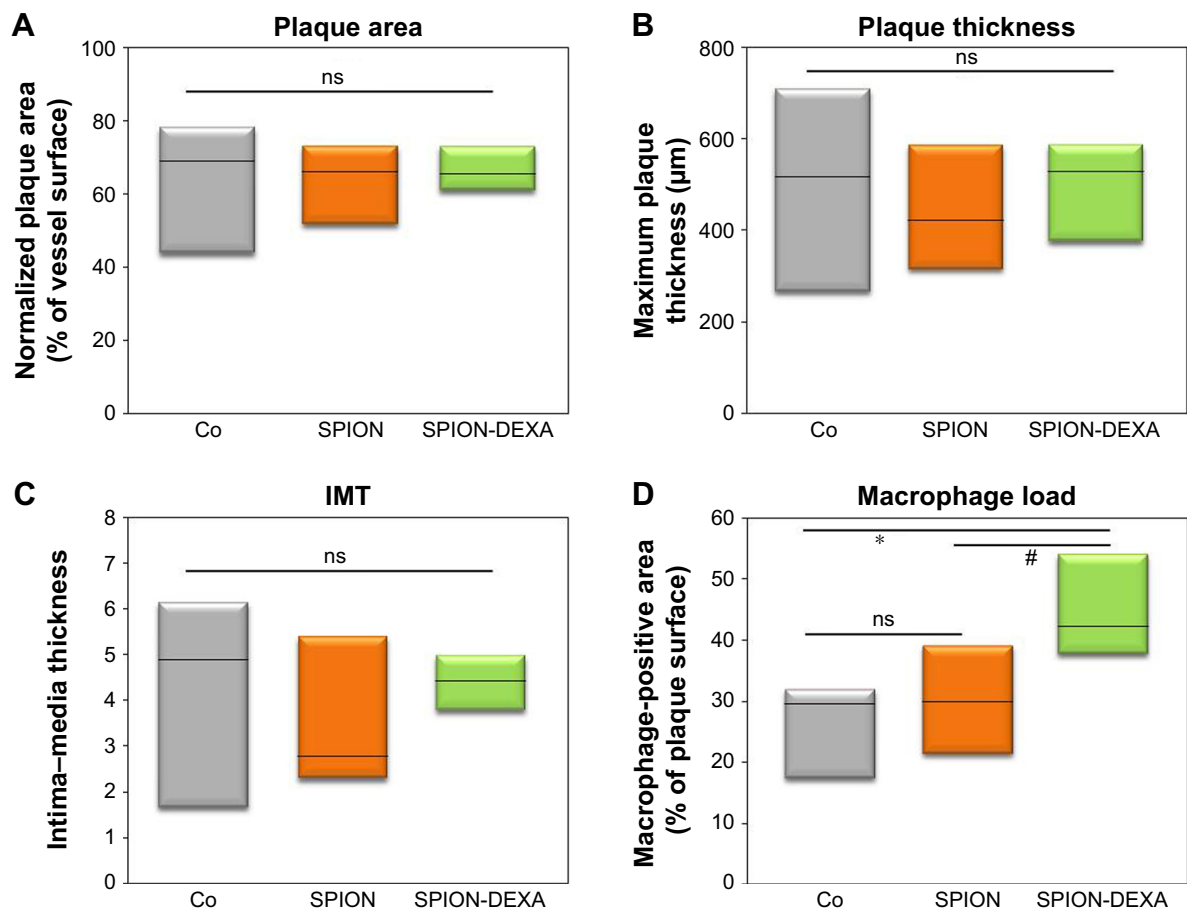 A
Plaque area
Normalized plaque area
(% of vessel surface)
100
80
60
40
20
0
ns
Co
SPION
SPION-DEXA
B
Plaque thickness
Maximum plaque
thickness (µm)
800
600
400
200
0
ns
Co
SPION
SPION-DEXA
C
IMT
Intima–media thickness
8
7
6
5
4
3
2
1
0
ns
Co
SPION
SPION-DEXA
D
Macrophage load
Macrophage-positive area
(% of plaque surface)
60
50
40
30
20
10
0
*
#
ns
Co
SPION
SPION-DEXA